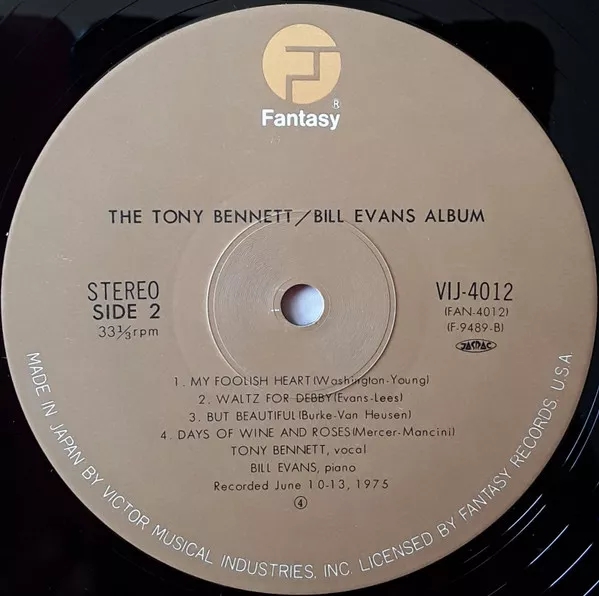 ®
Fantasy
THE TONY BENNETT/BILL EVANS ALBUM
STEREO
SIDE 2
33⅓rpm
VIJ-4012
(FAN-4012)
(F-9489-B)
JASRAC
1. MY FOOLISH HEART(Washington-Young)
2. WALTZ FOR DEBBY(Evans-Lees)
3. BUT BEAUTIFUL(Burke-Van Heusen)
4. DAYS OF WINE AND ROSES(Mercer-Mancini)
TONY BENNETT, vocal
BILL EVANS, piano
Recorded June 10-13, 1975
④
MADE IN JAPAN BY VICTOR MUSICAL INDUSTRIES, INC. LICENSED BY FANTASY RECORDS, U.S.A.